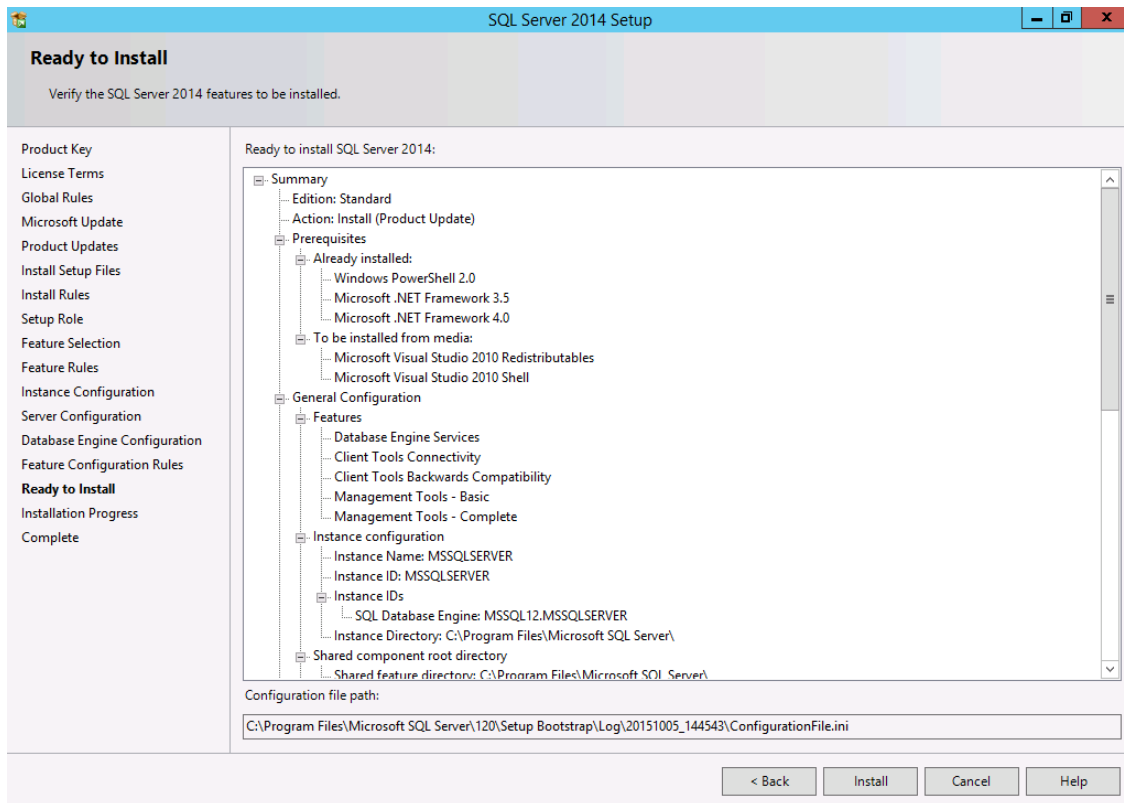 SQL Server 2014 Setup
Ready to Install
Verify the SQL Server 2014 features to be installed.
Product Key
License Terms
Global Rules
Microsoft Update
Product Updates
Install Setup Files
Install Rules
Setup Role
Feature Selection
Feature Rules
Instance Configuration
Server Configuration
Database Engine Configuration
Feature Configuration Rules
Ready to Install
Installation Progress
Complete
Ready to install SQL Server 2014:
Summary
Edition: Standard
Action: Install (Product Update)
Prerequisites
Already installed:
Windows PowerShell 2.0
Microsoft .NET Framework 3.5
Microsoft .NET Framework 4.0
To be installed from media:
Microsoft Visual Studio 2010 Redistributables
Microsoft Visual Studio 2010 Shell
General Configuration
Features
Database Engine Services
Client Tools Connectivity
Client Tools Backwards Compatibility
Management Tools - Basic
Management Tools - Complete
Instance configuration
Instance Name: MSSQLSERVER
Instance ID: MSSQLSERVER
Instance IDs
SQL Database Engine: MSSQL12.MSSQLSERVER
Instance Directory: C:\Program Files\Microsoft SQL Server\
Shared component root directory
Shared feature directory: C:\Program Files\Microsoft SQL Server\
Configuration file path:
C:\Program Files\Microsoft SQL Server\120\Setup Bootstrap\Log\20151005_144543\ConfigurationFile.ini
< Back
Install
Cancel
Help